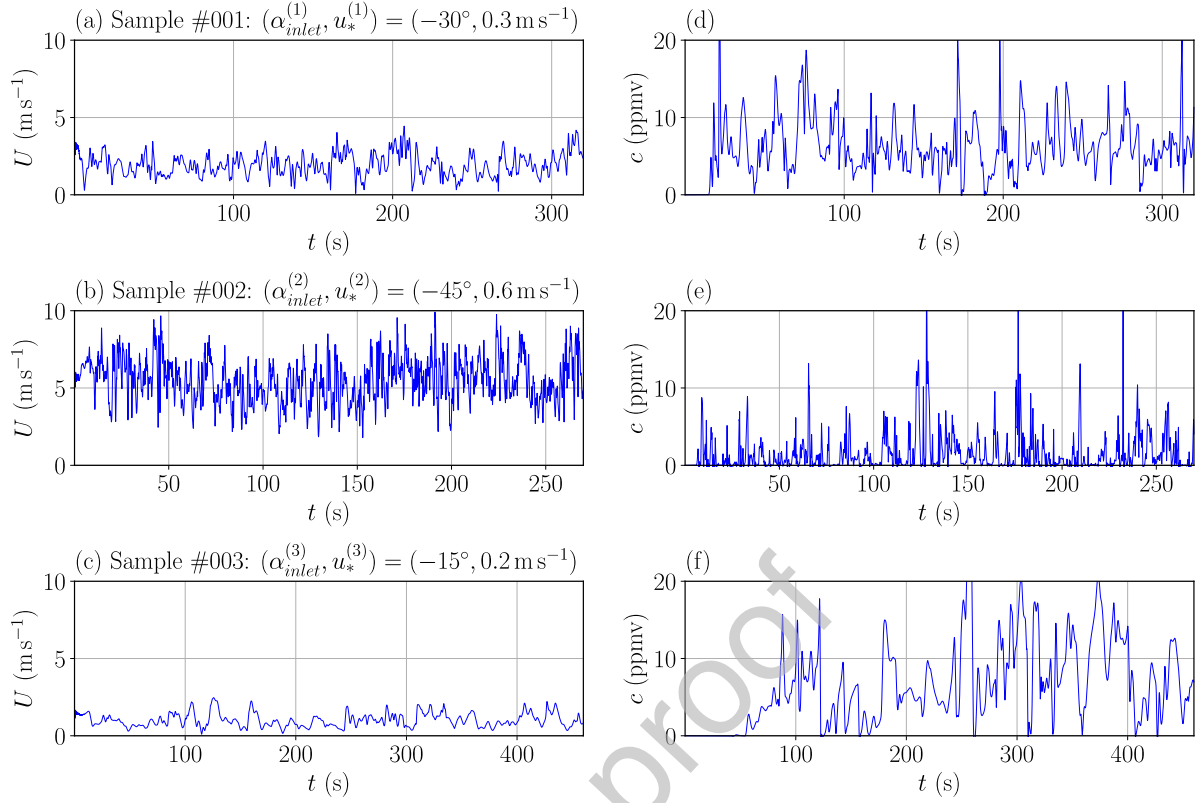 (a) Sample #001: (α_{inlet}^{(1)}, u_*^{(1)}) = (−30°, 0.3 m s⁻¹)
(d)
10
5
0
U (m s⁻¹)
100 200 300
t (s)
20
10
0
c (ppmv)
100 200 300
t (s)
(b) Sample #002: (α_{inlet}^{(2)}, u_*^{(2)}) = (−45°, 0.6 m s⁻¹)
(e)
10
5
0
U (m s⁻¹)
50 100 150 200 250
t (s)
20
10
0
c (ppmv)
50 100 150 200 250
t (s)
(c) Sample #003: (α_{inlet}^{(3)}, u_*^{(3)}) = (−15°, 0.2 m s⁻¹)
(f)
10
5
0
U (m s⁻¹)
100 200 300 400
t (s)
20
10
0
c (ppmv)
100 200 300 400
t (s)
proof